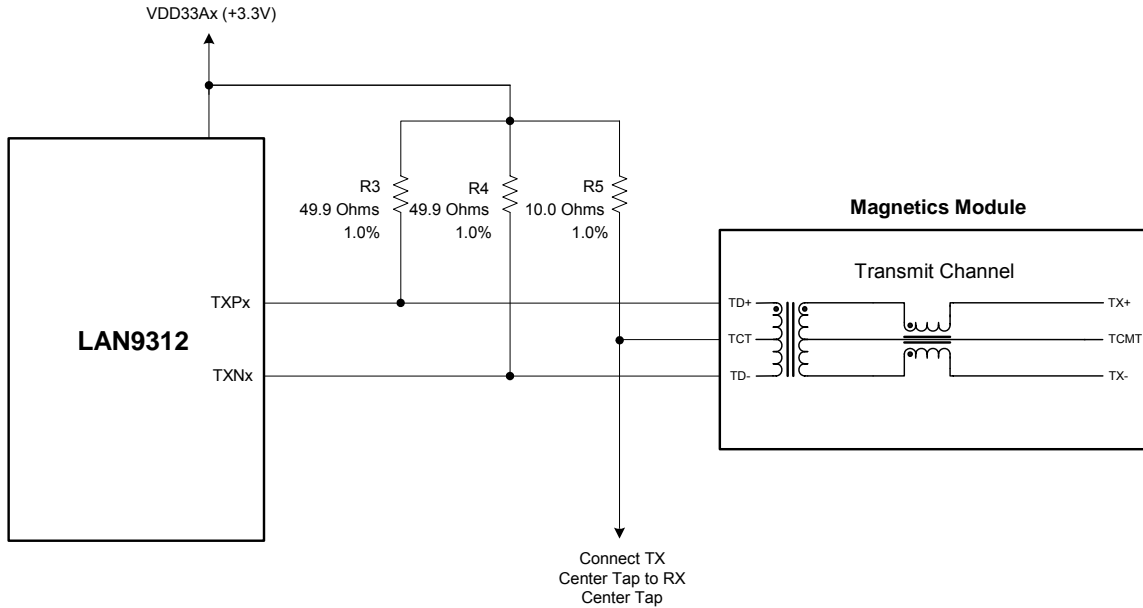 VDD33Ax (+3.3V)
R3
49.9 Ohms
1.0%
R4
49.9 Ohms
1.0%
R5
10.0 Ohms
1.0%
Magnetics Module
Transmit Channel
LAN9312
TXPx
TXNx
TD+
TCT
TD-
TX+
TCMT
TX-
Connect TX
Center Tap to RX
Center Tap